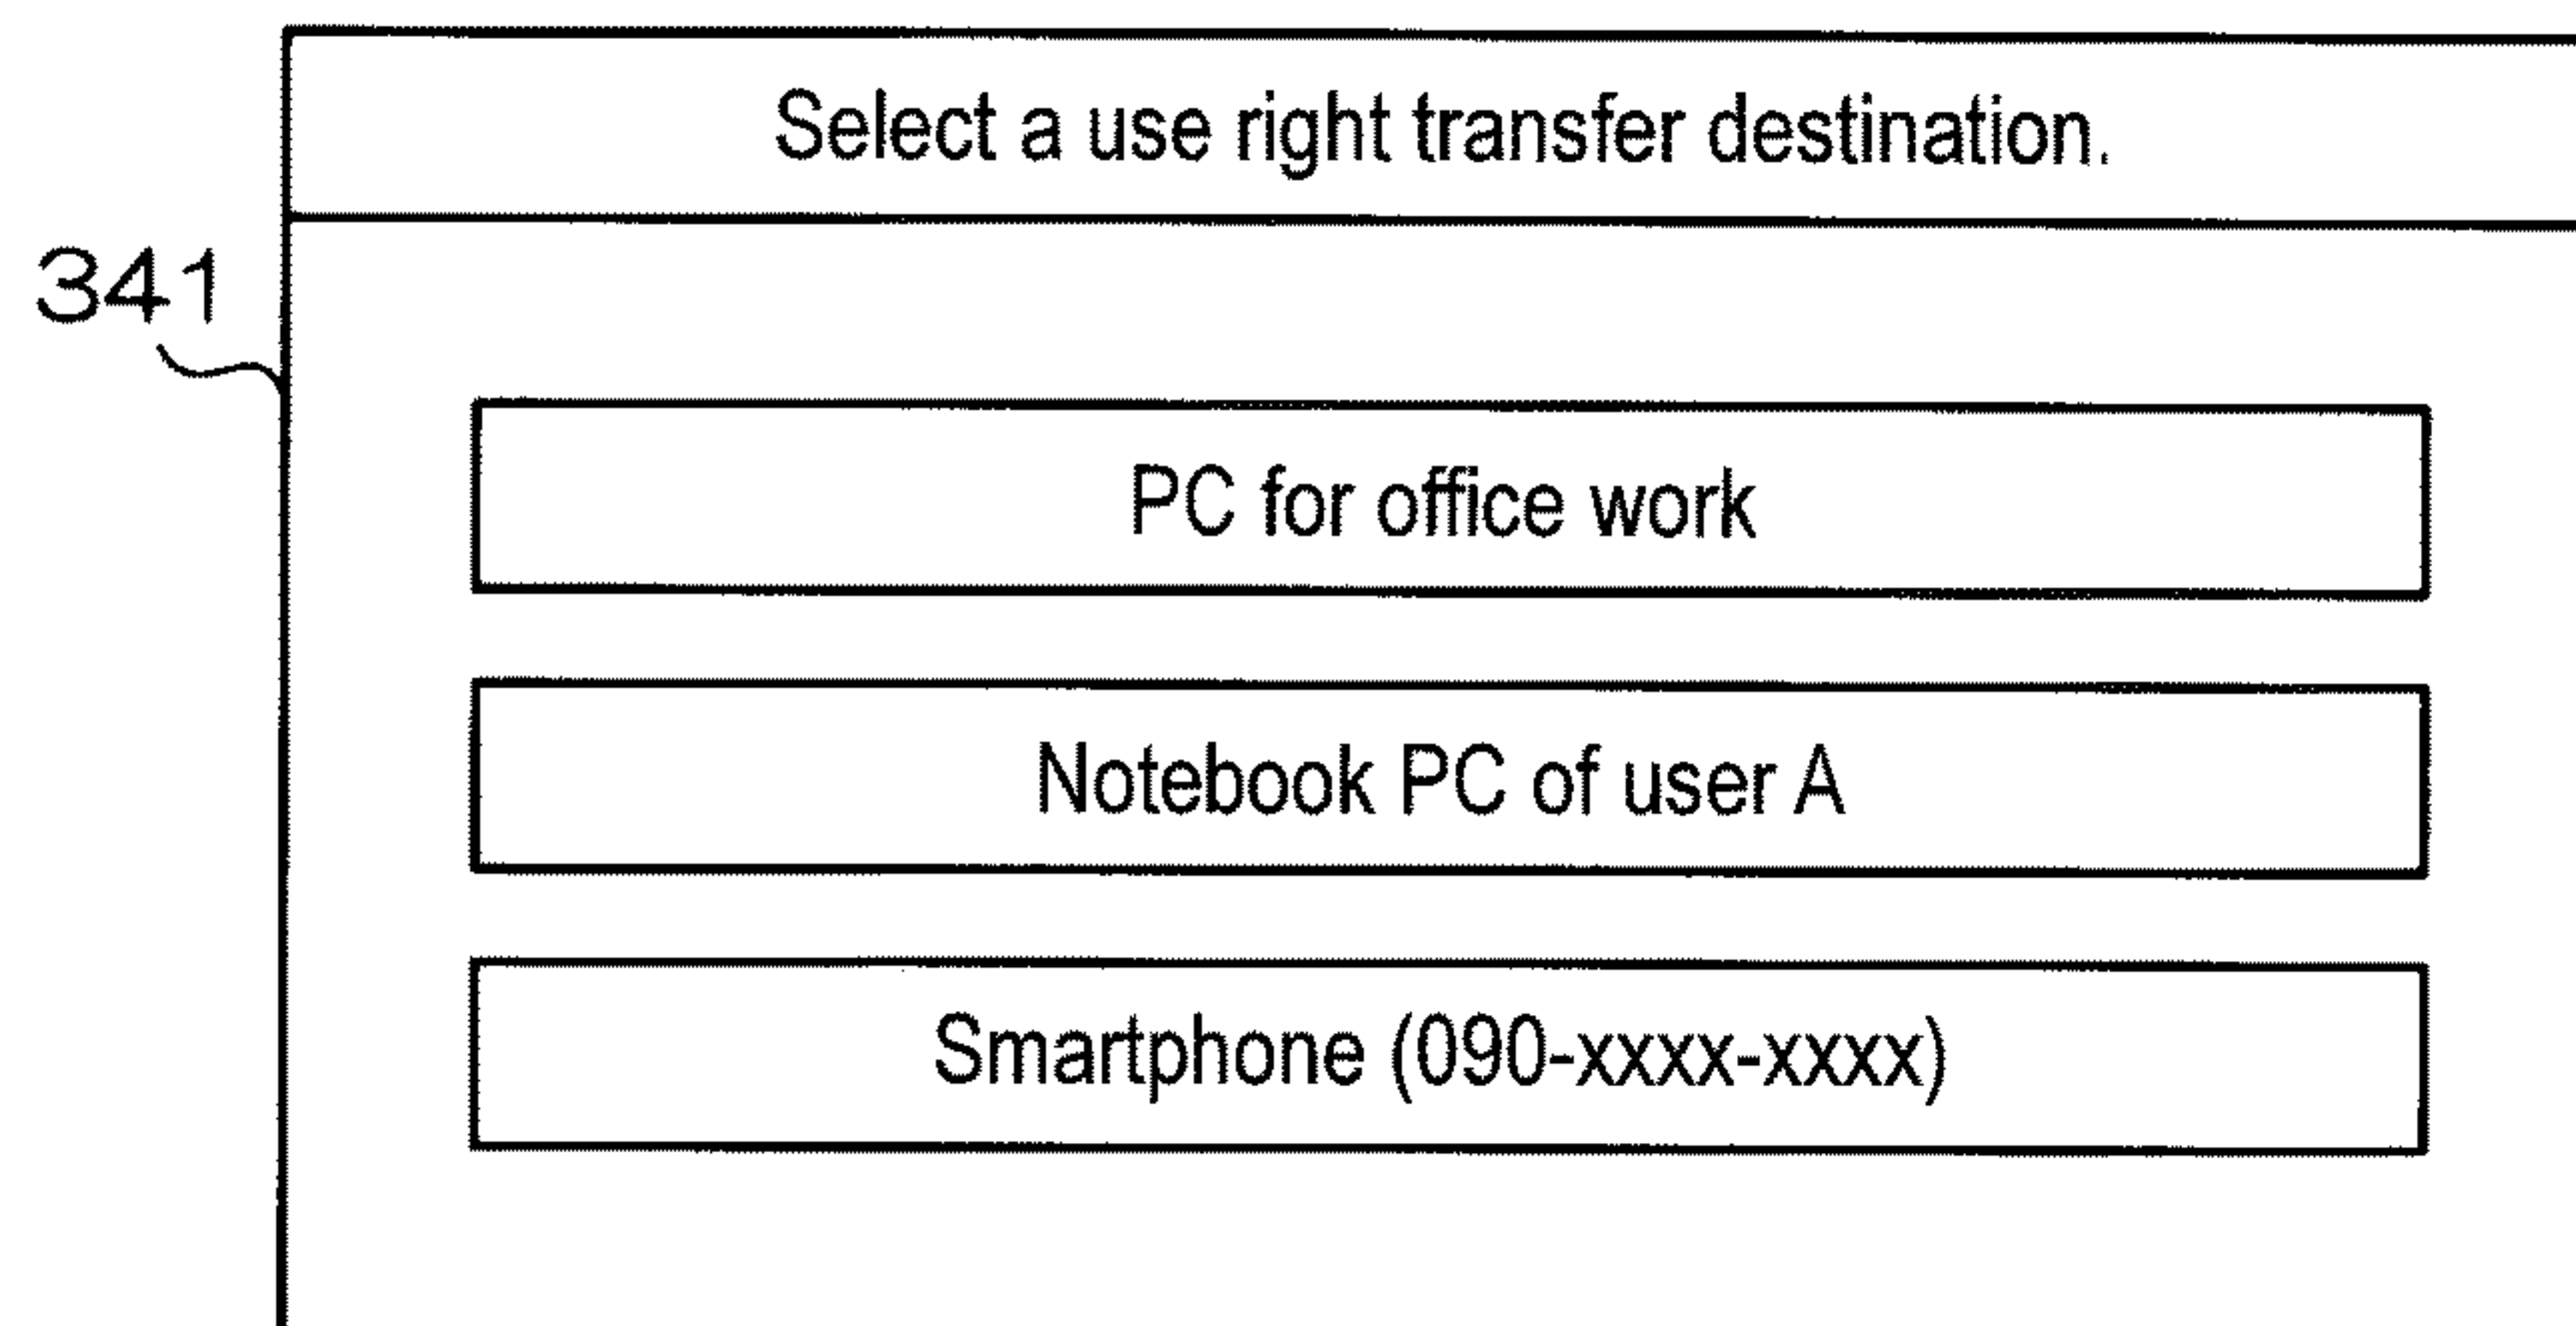 Select a use right transfer destination.
341
PC for office work
Notebook PC of user A
Smartphone (090-xxxx-xxxx)